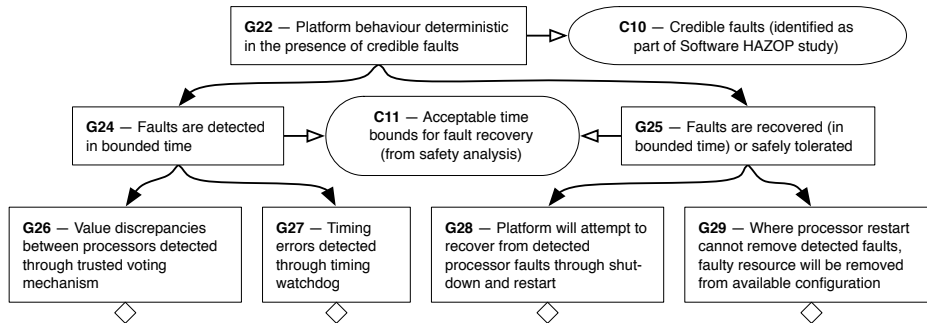 G22 — Platform behaviour deterministic
in the presence of credible faults
C10 — Credible faults (identified as
part of Software HAZOP study)
G24 — Faults are detected
in bounded time
C11 — Acceptable time
bounds for fault recovery
(from safety analysis)
G25 — Faults are recovered (in
bounded time) or safely tolerated
G26 — Value discrepancies
between processors detected
through trusted voting
mechanism
G27 — Timing
errors detected
through timing
watchdog
G28 — Platform will attempt to
recover from detected
processor faults through shut-
down and restart
G29 — Where processor restart
cannot remove detected faults,
faulty resource will be removed
from available configuration